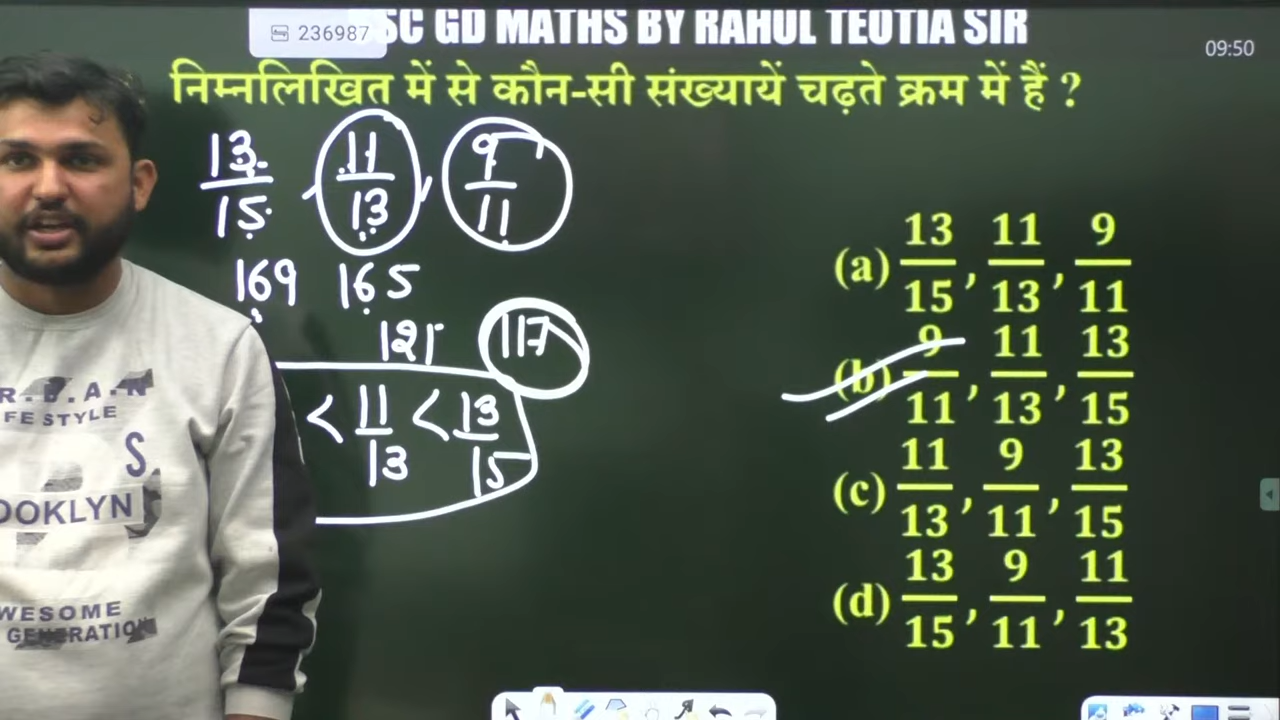 236987
SC GD MATHS BY RAHUL TEOTIA SIR
09:50
निम्नलिखित में से कौन-सी संख्यायें चढ़ते क्रम में हैं ?
13/15, 11/13, 9/11
169 165
121 117
< 11/13 < 13/15
(a) 13/15, 11/13, 9/11
(b) 9/11, 11/13, 13/15
(c) 11/13, 9/11, 13/15
(d) 13/15, 9/11, 11/13
R.B.A.N
FE STYLE
S
OOKLYN
WESOME
GENERATION